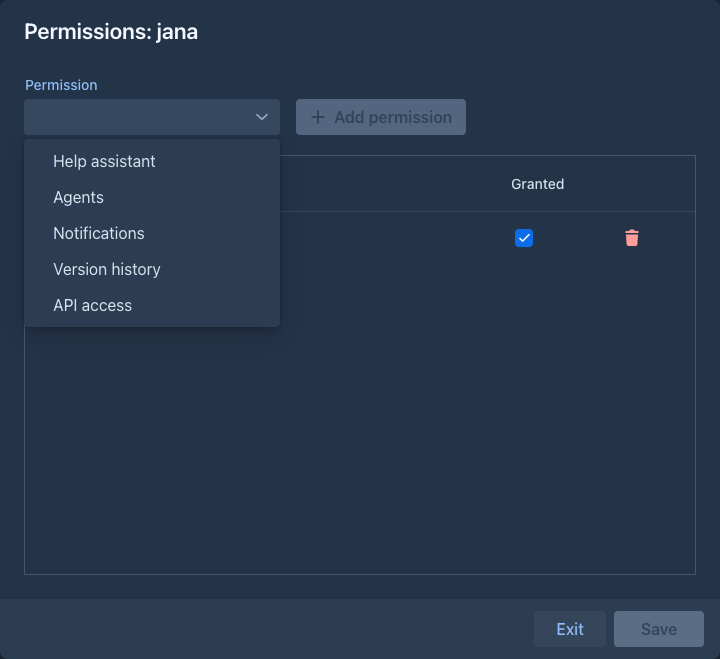 Permissions: jana
Permission
Add permission
Help assistant
Agents
Notifications
Version history
API access
Granted
Exit
Save